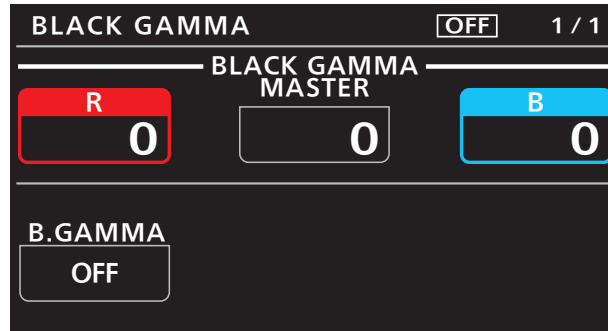 BLACK GAMMA OFF 1 / 1
BLACK GAMMA
R MASTER B
0 0 0
B.GAMMA
OFF